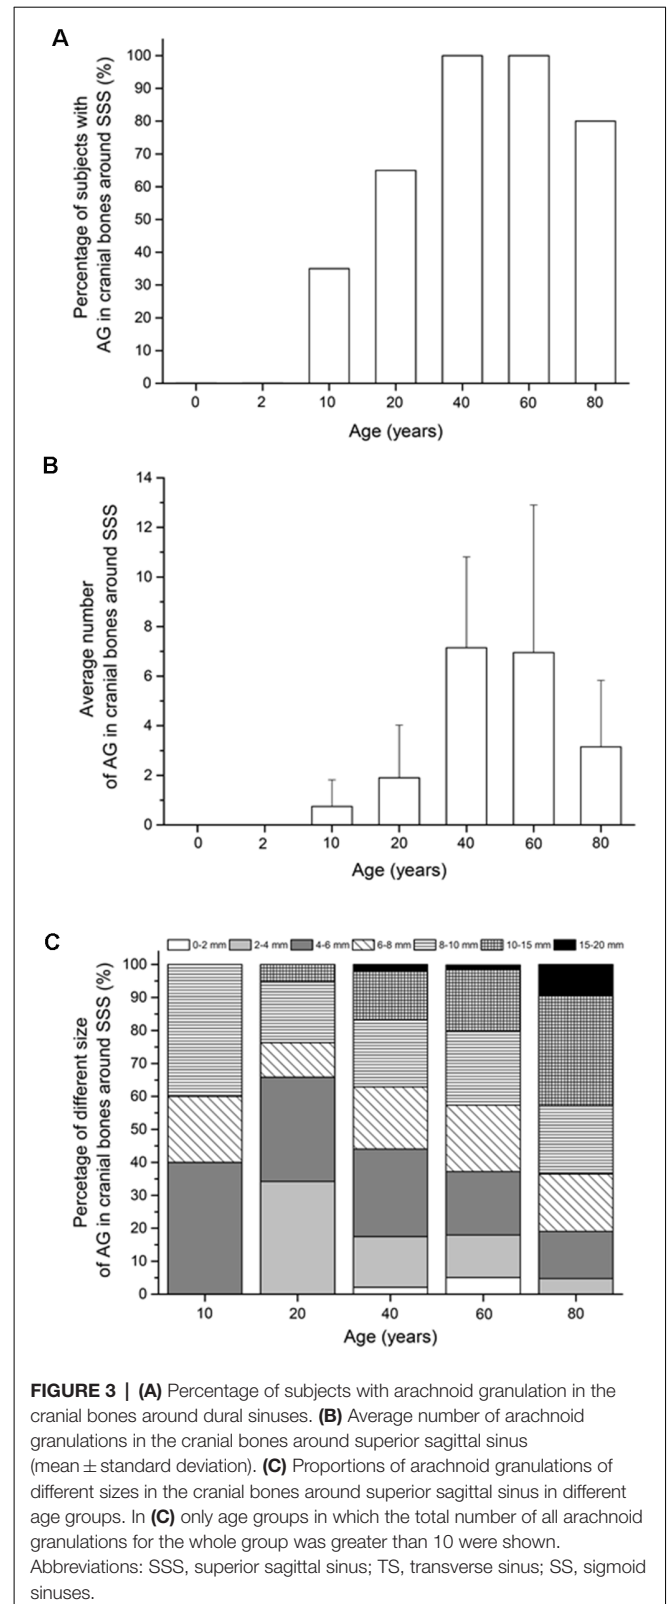 A
Percentage of subjects with
AG in cranial bones around SSS (%)
100
90
80
70
60
50
40
30
20
10
0
0 2 10 20 40 60 80
Age (years)
B
Average number
of AG in cranial bones around SSS
14
12
10
8
6
4
2
0
0 2 10 20 40 60 80
Age (years)
C
0-2 mm 2-4 mm 4-6 mm 6-8 mm 8-10 mm 10-15 mm 15-20 mm
Percetage of different size
of AG in cranial bones around SSS (%)
100
90
80
70
60
50
40
30
20
10
0
10 20 40 60 80
Age (years)
FIGURE 3 | (A) Percentage of subjects with arachnoid granulation in the
cranial bones around dural sinuses. (B) Average number of arachnoid
granulations in the cranial bones around superior sagittal sinus
(mean ± standard deviation). (C) Proportions of arachnoid granulations of
different sizes in the cranial bones around superior sagittal sinus in different
age groups. In (C) only age groups in which the total number of all arachnoid
granulations for the whole group was greater than 10 were shown.
Abbreviations: SSS, superior sagittal sinus; TS, transverse sinus; SS, sigmoid
sinuses.